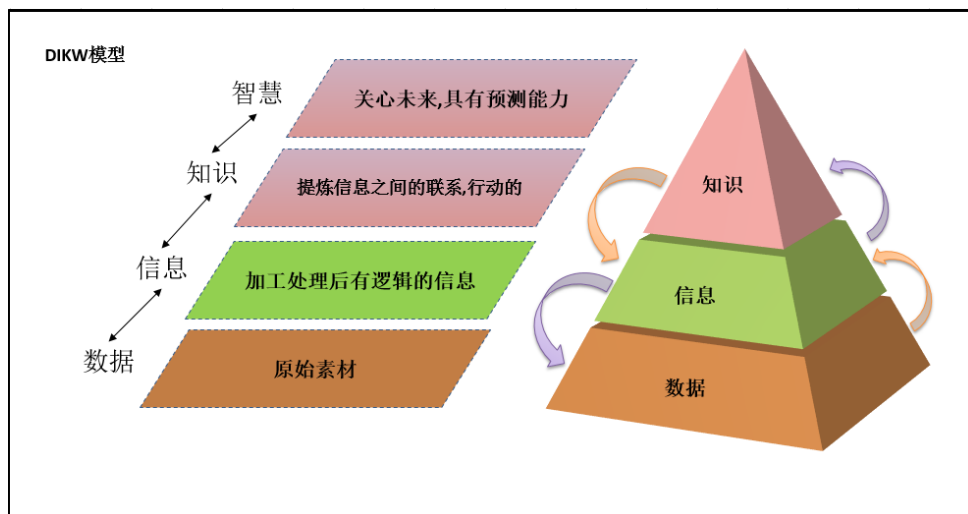 DIKW模型
智慧
关心未来,具有预测能力
知识
提炼信息之间的联系,行动的
信息
加工处理后有逻辑的信息
数据
原始素材
知识
信息
数据